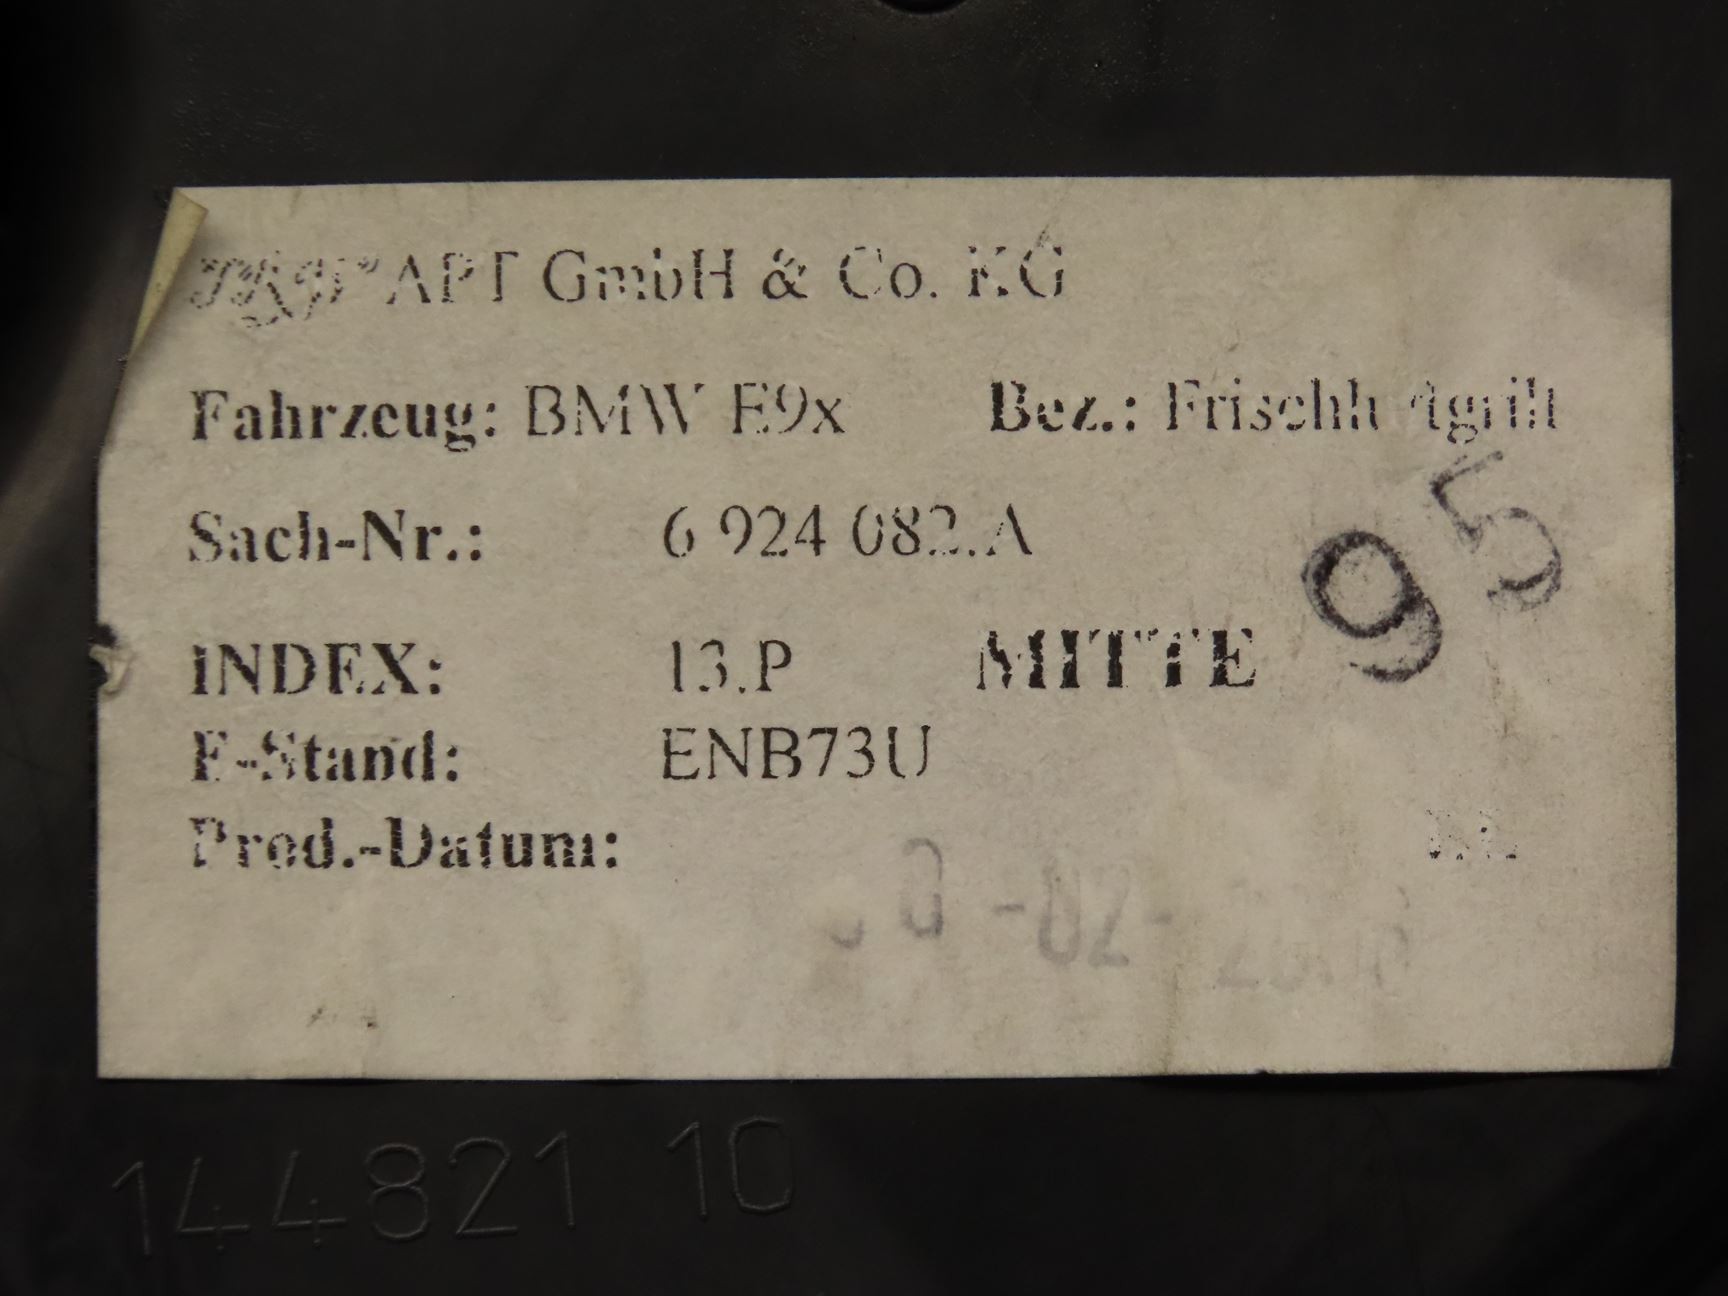 APT GmbH & Co. KG
Fahrzeug: BMW E9x Bez.: Frischluftgrill
Sach-Nr.: 6 924 082.A
95
INDEX: 13.P MITTE
E-Stand: ENB73U
Prod.-Datum:
144821 10